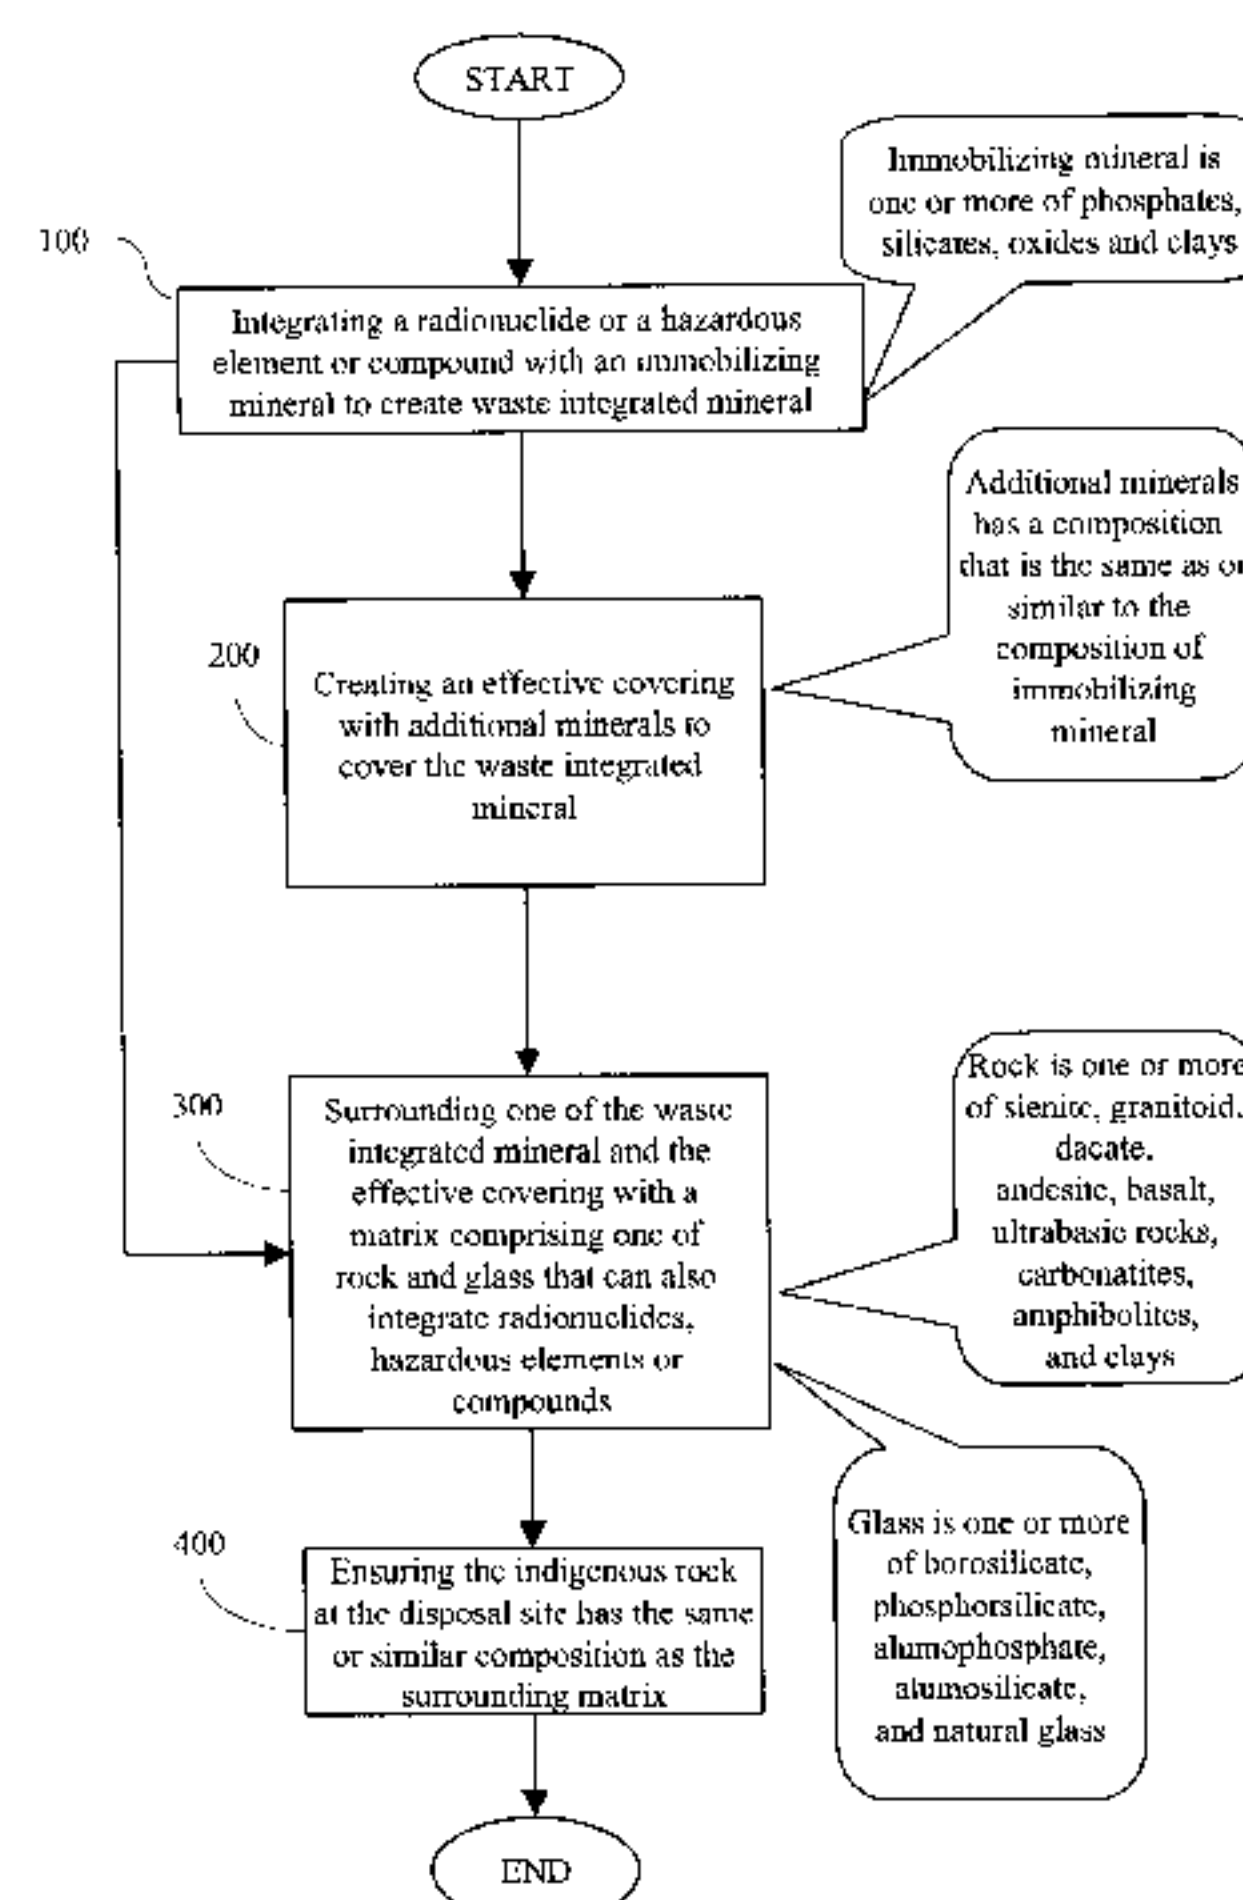 START
Immobilizing mineral is
one or more of phosphates,
silicates, oxides and clays
100
Integrating a radionuclide or a hazardous
element or compound with an immobilizing
mineral to create waste integrated mineral
Additional minerals
has a composition
that is the same as or
similar to the
composition of
immobilizing
mineral
200
Creating an effective covering
with additional minerals to
cover the waste integrated
mineral
Rock is one or more
of sienite, granitoid,
dacate,
andesite, basalt,
ultrabasic rocks,
carbonatites,
amphibolites,
and clays
300
Surrounding one of the waste
integrated mineral and the
effective covering with a
matrix comprising one of
rock and glass that can also
integrate radionuclides,
hazardous elements or
compounds
Glass is one or more
of borosilicate,
phosphorsilicate,
alumophosphate,
alumosilicate,
and natural glass
400
Ensuring the indigenous rock
at the disposal site has the same
or similar composition as the
surrounding matrix
END